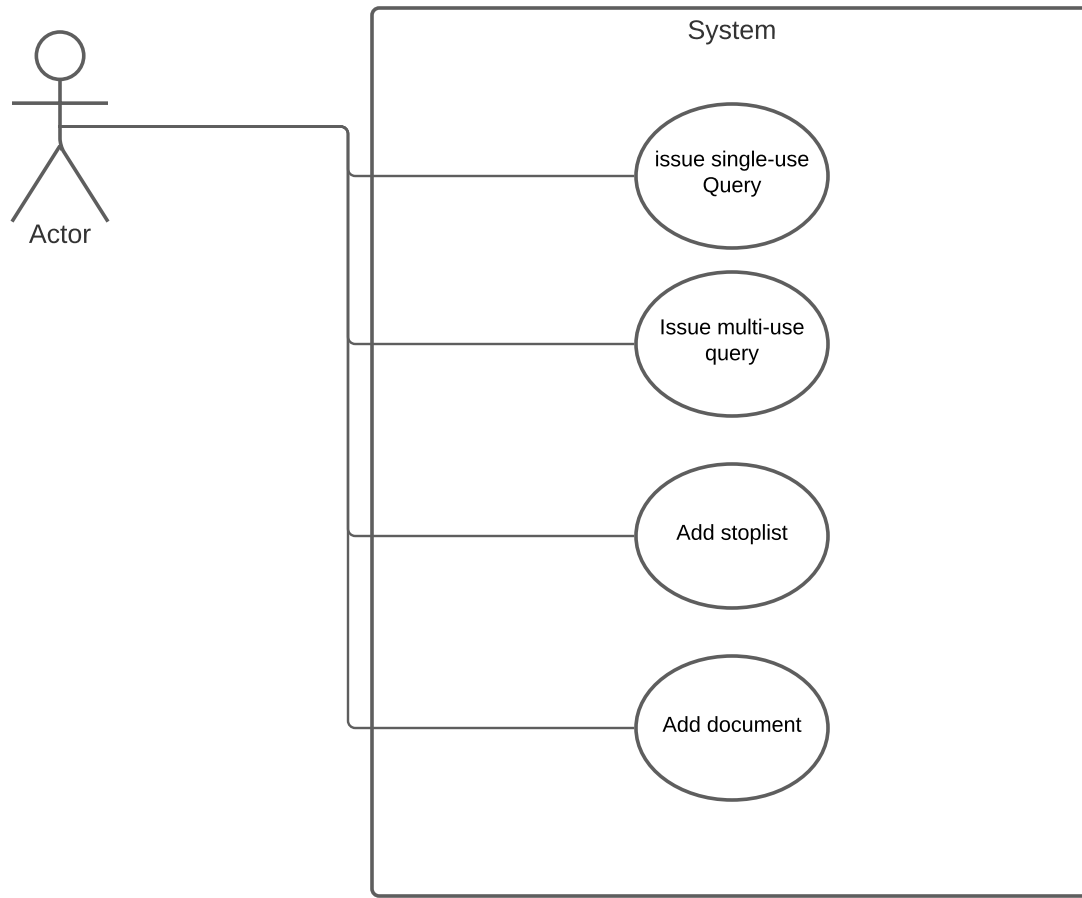 System
issue single-use
Query
Actor
Issue multi-use
query
Add stoplist
Add document